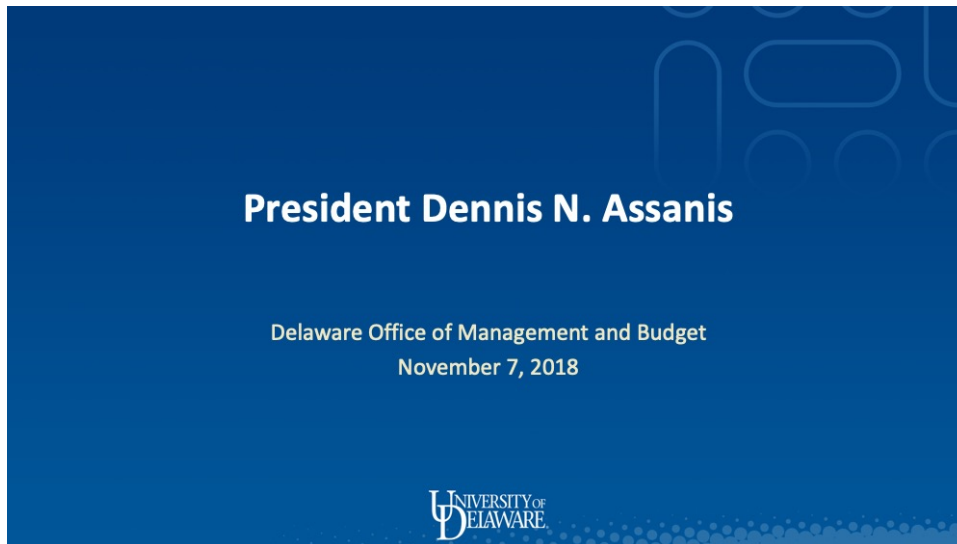 President Dennis N. Assanis
Delaware Office of Management and Budget
November 7, 2018
UNIVERSITY OF
DELAWARE